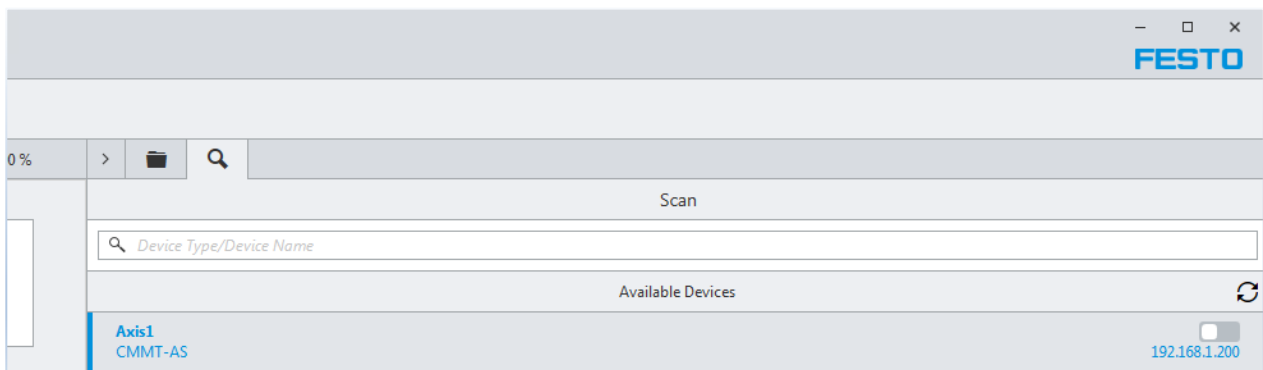 FESTO
0 %
Scan
Device Type/Device Name
Available Devices
Axis1
CMMT-AS
192.168.1.200